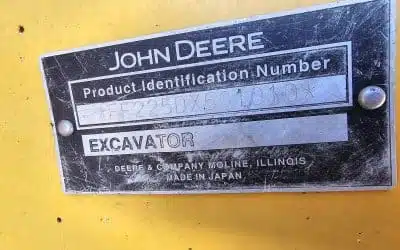 JOHN DEERE
Product Identification Number
EXCAVATOR
DEERE & COMPANY MOLINE, ILLINOIS
MADE IN JAPAN